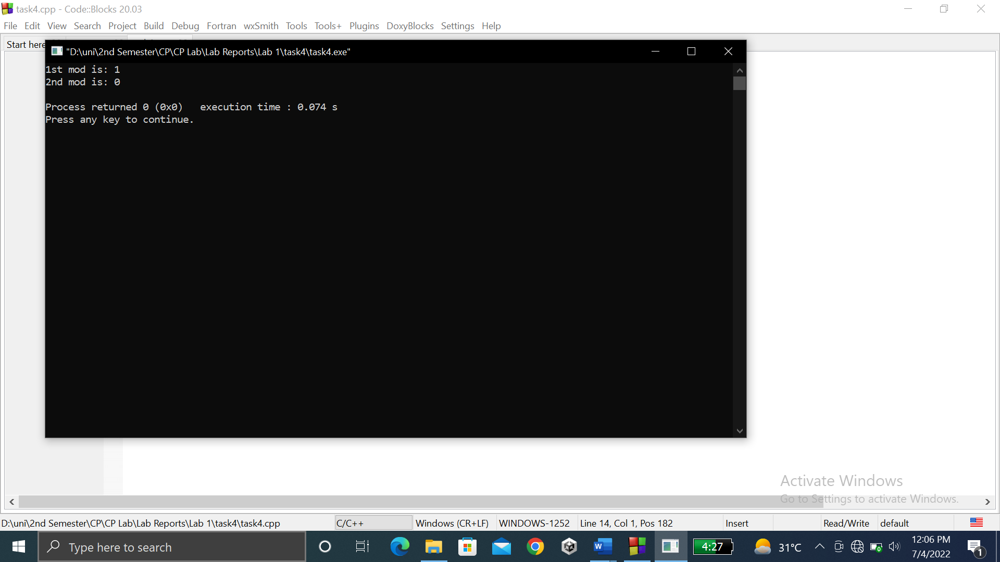 task4.cpp - Code::Blocks 20.03
File Edit View Search Project Build Debug Fortran wxSmith Tools Tools+ Plugins DoxyBlocks Settings Help
Start here
"D:\uni\2nd Semester\CP\CP Lab\Lab Reports\Lab 1\task4\task4.exe"
1st mod is: 1
2nd mod is: 0
Process returned 0 (0x0)   execution time : 0.074 s
Press any key to continue.
Activate Windows
Go to Settings to activate Windows.
D:\uni\2nd Semester\CP\CP Lab\Lab Reports\Lab 1\task4\task4.cpp C/C++ Windows (CR+LF) WINDOWS-1252 Line 14, Col 1, Pos 182 Insert Read/Write default
Type here to search
W
4:27
31°C
12:06 PM
7/4/2022
1